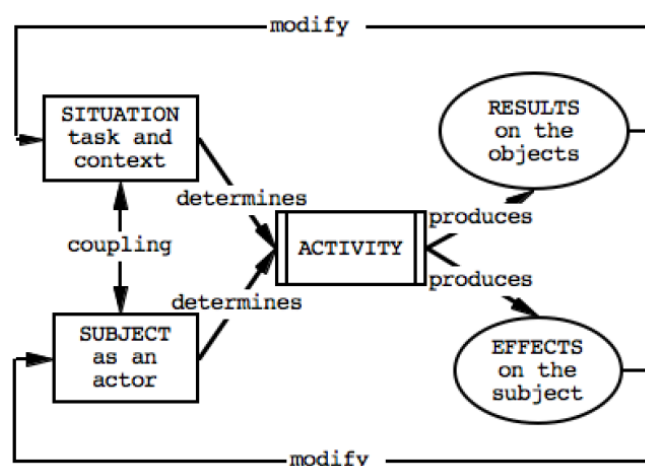 modify
SITUATION
task and
context
RESULTS
on the
objects
determines
produces
coupling
ACTIVITY
determines
produces
SUBJECT
as an
actor
EFFECTS
on the
subject
modify